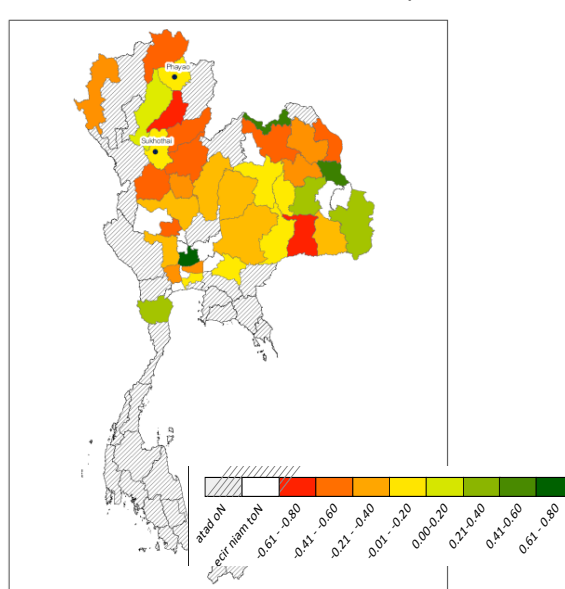 Phayao
Sukhothai
atad oN
ecir niam toN
-0.61 - -0.80
-0.41 - -0.60
-0.21 - -0.40
-0.01 - -0.20
0.00-0.20
0.21-0.40
0.41-0.60
0.61 - 0.80